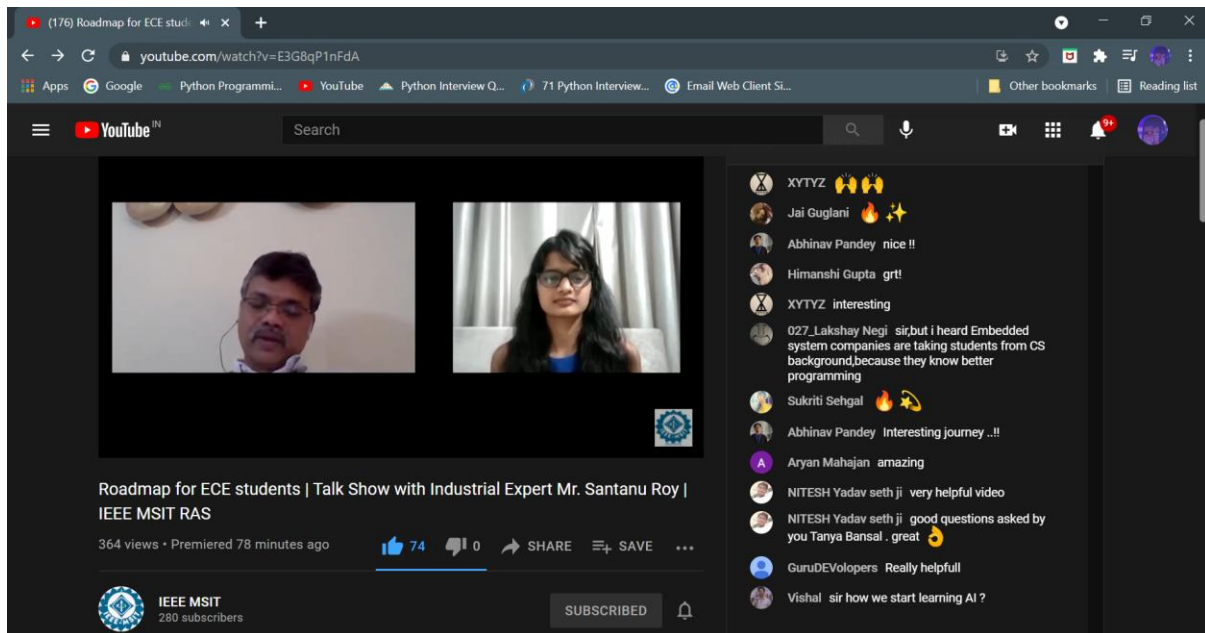 (176) Roadmap for ECE stud
youtube.com/watch?v=E3G8qP1nFdA
Apps Google Python Programmi... YouTube Python Interview Q... 71 Python Interview... Email Web Client Si... Other bookmarks Reading list
YouTube IN Search 9+
XYTYZ 🙌🙌
Jai Guglani 🔥✨
Abhinav Pandey nice !!
Himanshi Gupta grt!
XYTYZ interesting
027_Lakshay Negi sir,but i heard Embedded
system companies are taking students from CS
background,because they know better
programming
Sukriti Sehgal 🔥💫
Abhinav Pandey Interesting journey ..!!
A Aryan Mahajan amazing
NITESH Yadav seth ji very helpful video
NITESH Yadav seth ji good questions asked by
you Tanya Bansal . great 👌
GuruDEVolopers Really helpfull
Vishal sir how we start learning AI ?
Roadmap for ECE students | Talk Show with Industrial Expert Mr. Santanu Roy |
IEEE MSIT RAS
364 views • Premiered 78 minutes ago 74 0 SHARE SAVE ...
IEEE MSIT
280 subscribers
SUBSCRIBED